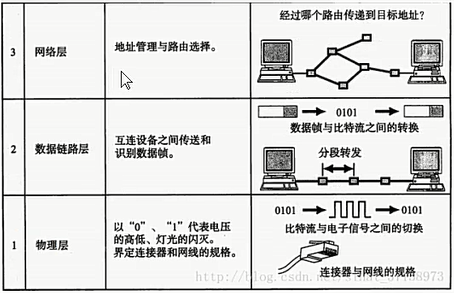 经过哪个路由传递到目标地址?
3 网络层 地址管理与路由选择。
0101
数据帧与比特流之间的转换
2 数据链路层 互连设备之间传送和
识别数据帧。
分段转发
0101 0101
比特流与电子信号之间的切换
1 物理层 以“0”、“1”代表电压
的高低、灯光的闪灭。
界定连接器和网线的规格。
连接器与网线的规格